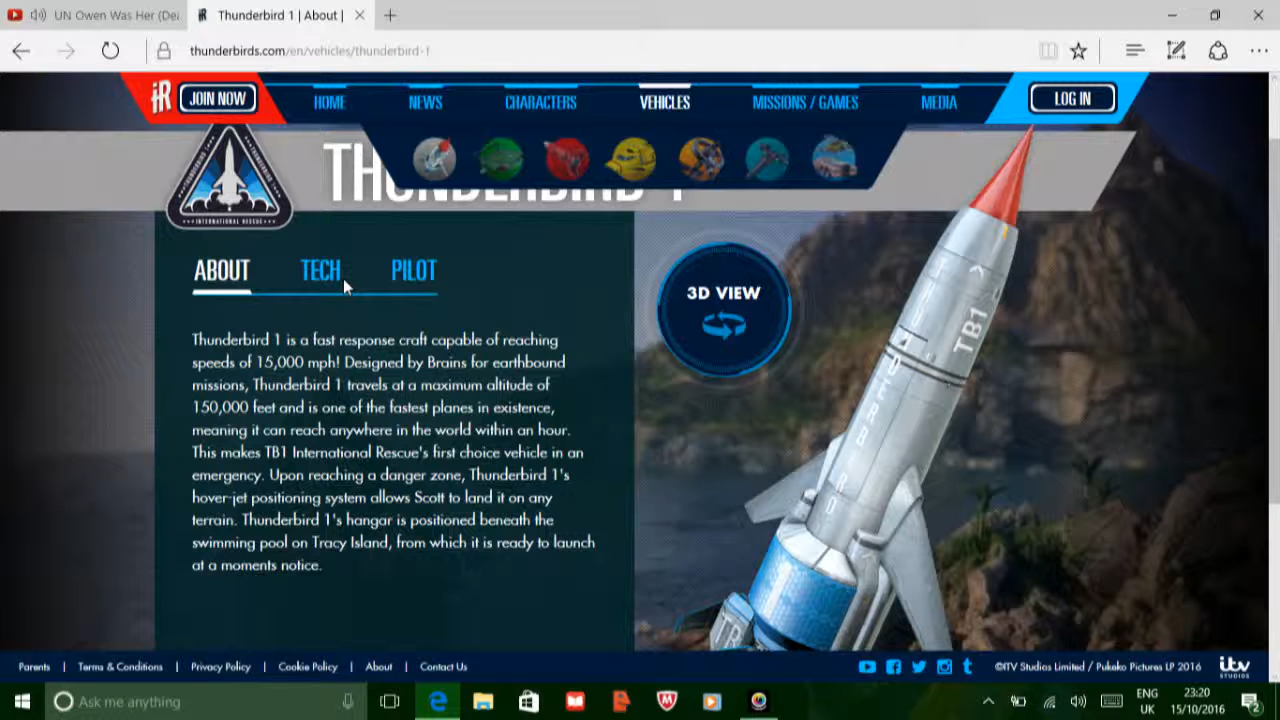 UN Owen Was Her (Dea
Thunderbird 1 | About |
thunderbirds.com/en/vehicles/thunderbird-1
iR
JOIN NOW
HOME
NEWS
CHARACTERS
VEHICLES
MISSIONS / GAMES
MEDIA
LOG IN
THUNDERBIRD 1
INTERNATIONAL RESCUE
ABOUT
TECH
PILOT
3D VIEW
Thunderbird 1 is a fast response craft capable of reaching
speeds of 15,000 mph! Designed by Brains for earthbound
missions, Thunderbird 1 travels at a maximum altitude of
150,000 feet and is one of the fastest planes in existence,
meaning it can reach anywhere in the world within an hour.
This makes TB1 International Rescue's first choice vehicle in an
emergency. Upon reaching a danger zone, Thunderbird 1's
hover-jet positioning system allows Scott to land it on any
terrain. Thunderbird 1's hangar is positioned beneath the
swimming pool on Tracy Island, from which it is ready to launch
at a moments notice.
TB1
Parents | Terms & Conditions | Privacy Policy | Cookie Policy | About | Contact Us
©ITV Studios Limited / Pukeko Pictures LP 2016
itv
STUDIOS
Ask me anything
ENG
UK
23:20
15/10/2016
2